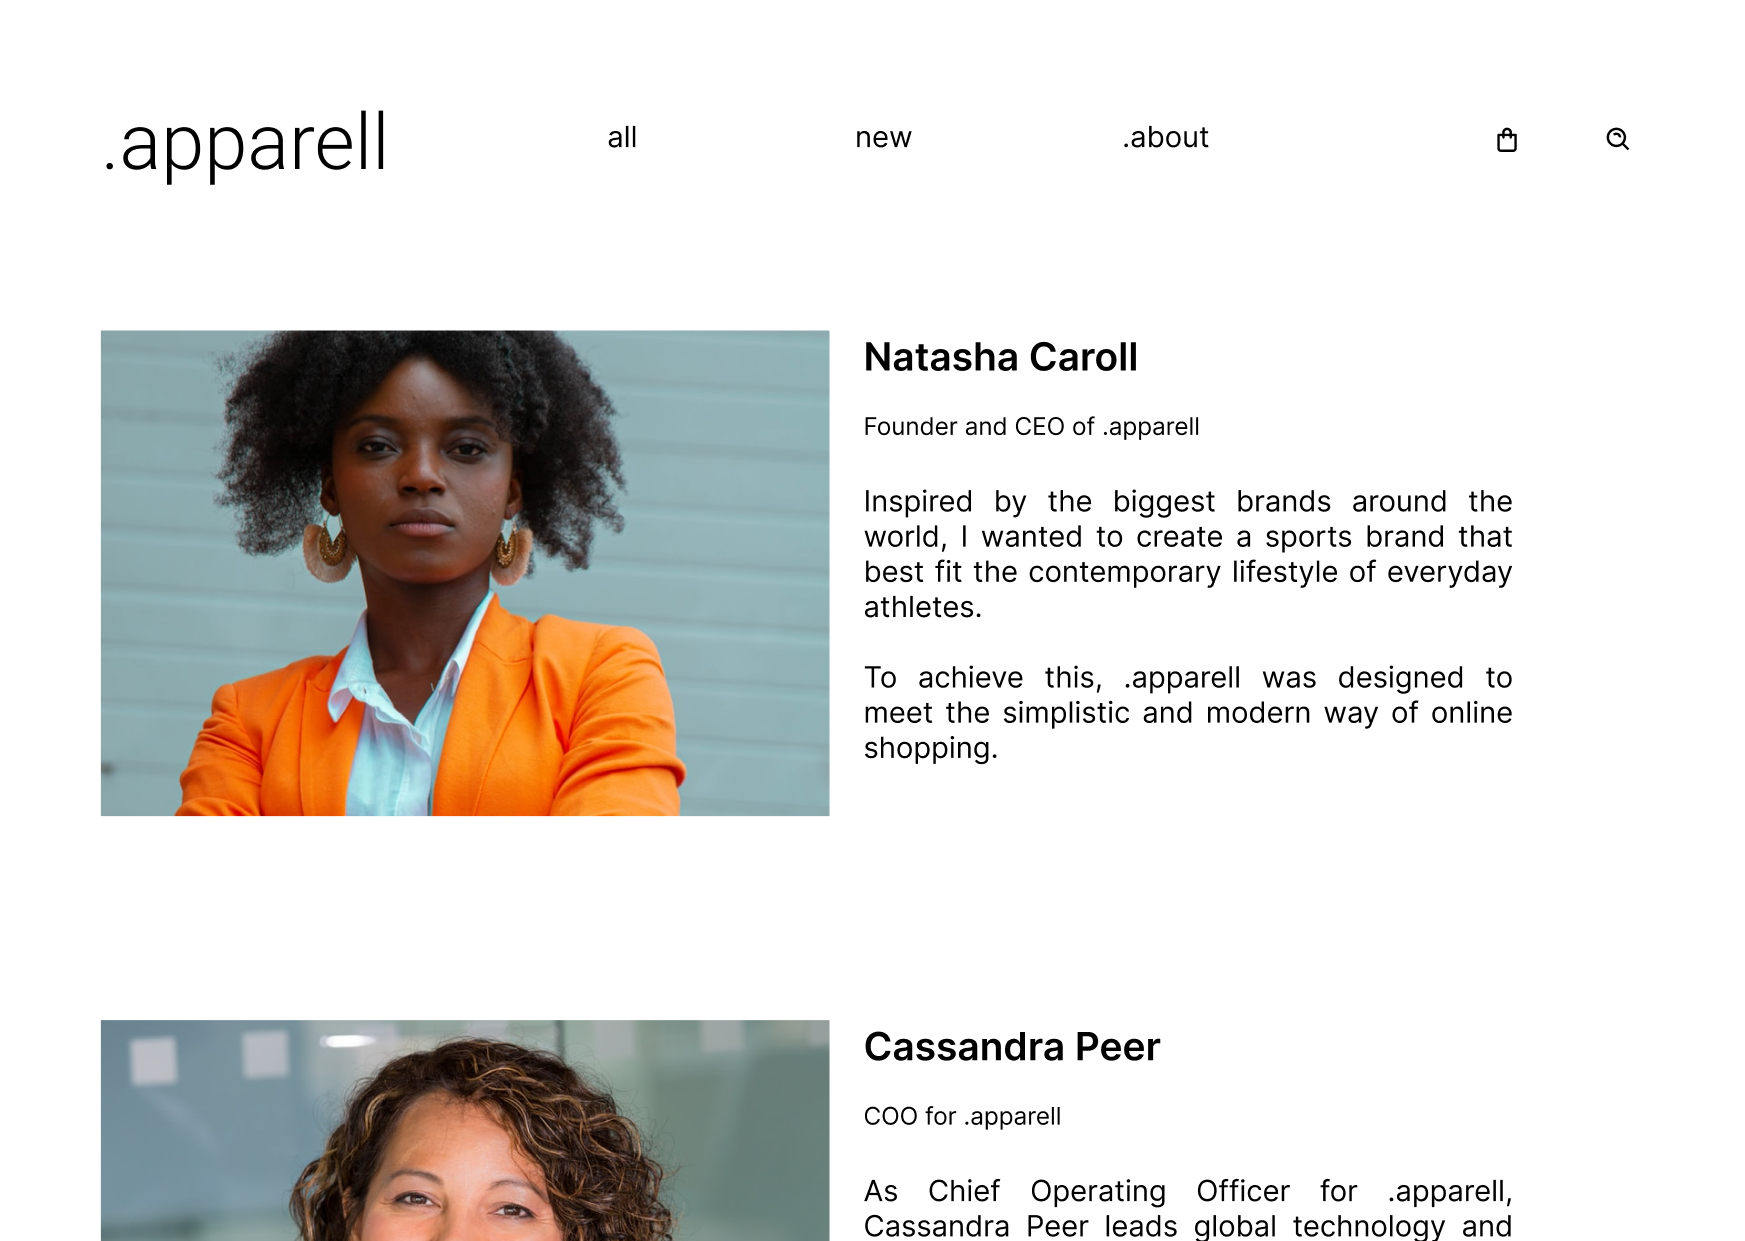 .apparell
all
new
.about
Natasha Caroll
Founder and CEO of .apparell
Inspired by the biggest brands around the
world, I wanted to create a sports brand that
best fit the contemporary lifestyle of everyday
athletes.
To achieve this, .apparell was designed to
meet the simplistic and modern way of online
shopping.
Cassandra Peer
COO for .apparell
As Chief Operating Officer for .apparell,
Cassandra Peer leads global technology and